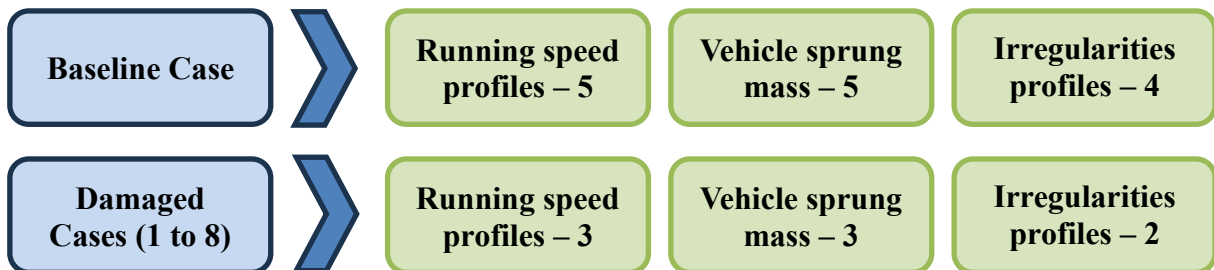 Baseline Case
Running speed
profiles – 5
Vehicle sprung
mass – 5
Irregularities
profiles – 4
Damaged
Cases (1 to 8)
Running speed
profiles – 3
Vehicle sprung
mass – 3
Irregularities
profiles – 2